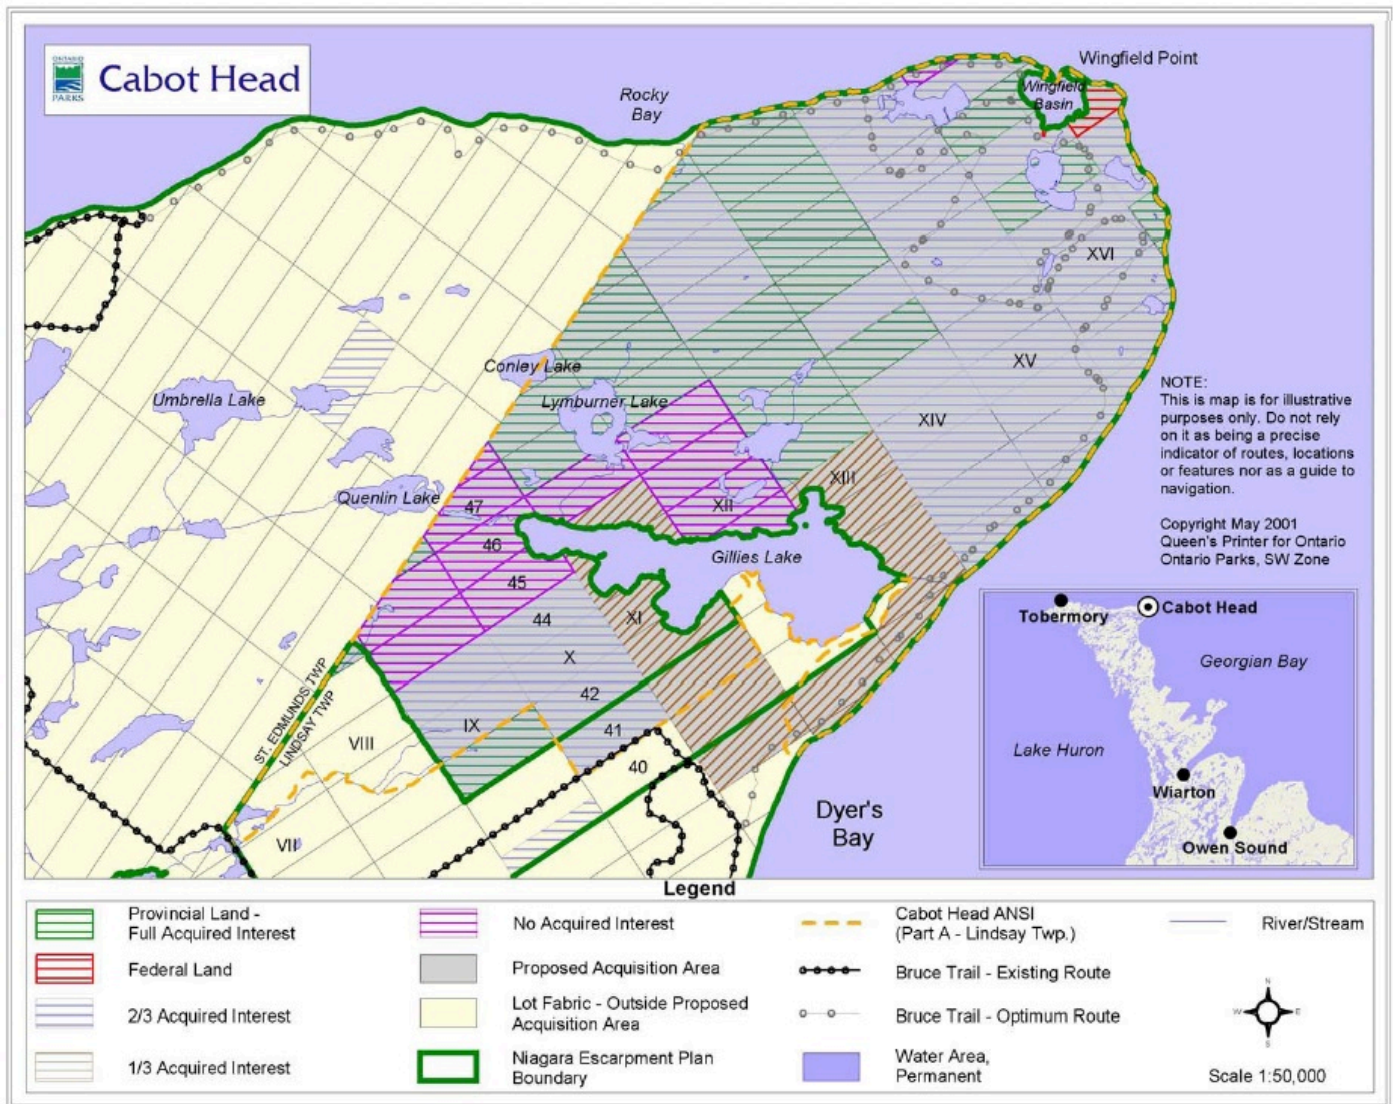 ONTARIO
PARKS
Cabot Head
Rocky
Bay
Wingfield Point
Wingfield
Basin
XVI
Conley Lake
Umbrella Lake
Lymburner Lake
XV
XIV
NOTE:
This is map is for illustrative
purposes only. Do not rely
on it as being a precise
indicator of routes, locations
or features nor as a guide to
navigation.
Copyright May 2001
Queen's Printer for Ontario
Ontario Parks, SW Zone
Quenlin Lake
XIII
XII
47
46
45
44
Gillies Lake
XI
X
42
41
40
IX
VIII
VII
ST. EDMUNDS TWP
LINDSAY TWP
Dyer's
Bay
Tobermory
Cabot Head
Georgian Bay
Lake Huron
Wiarton
Owen Sound
Legend
Provincial Land -
Full Acquired Interest
Federal Land
2/3 Acquired Interest
1/3 Acquired Interest
No Acquired Interest
Proposed Acquisition Area
Lot Fabric - Outside Proposed
Acquisition Area
Niagara Escarpment Plan
Boundary
Cabot Head ANSI
(Part A - Lindsay Twp.)
Bruce Trail - Existing Route
Bruce Trail - Optimum Route
Water Area,
Permanent
River/Stream
N
W
E
S
Scale 1:50,000